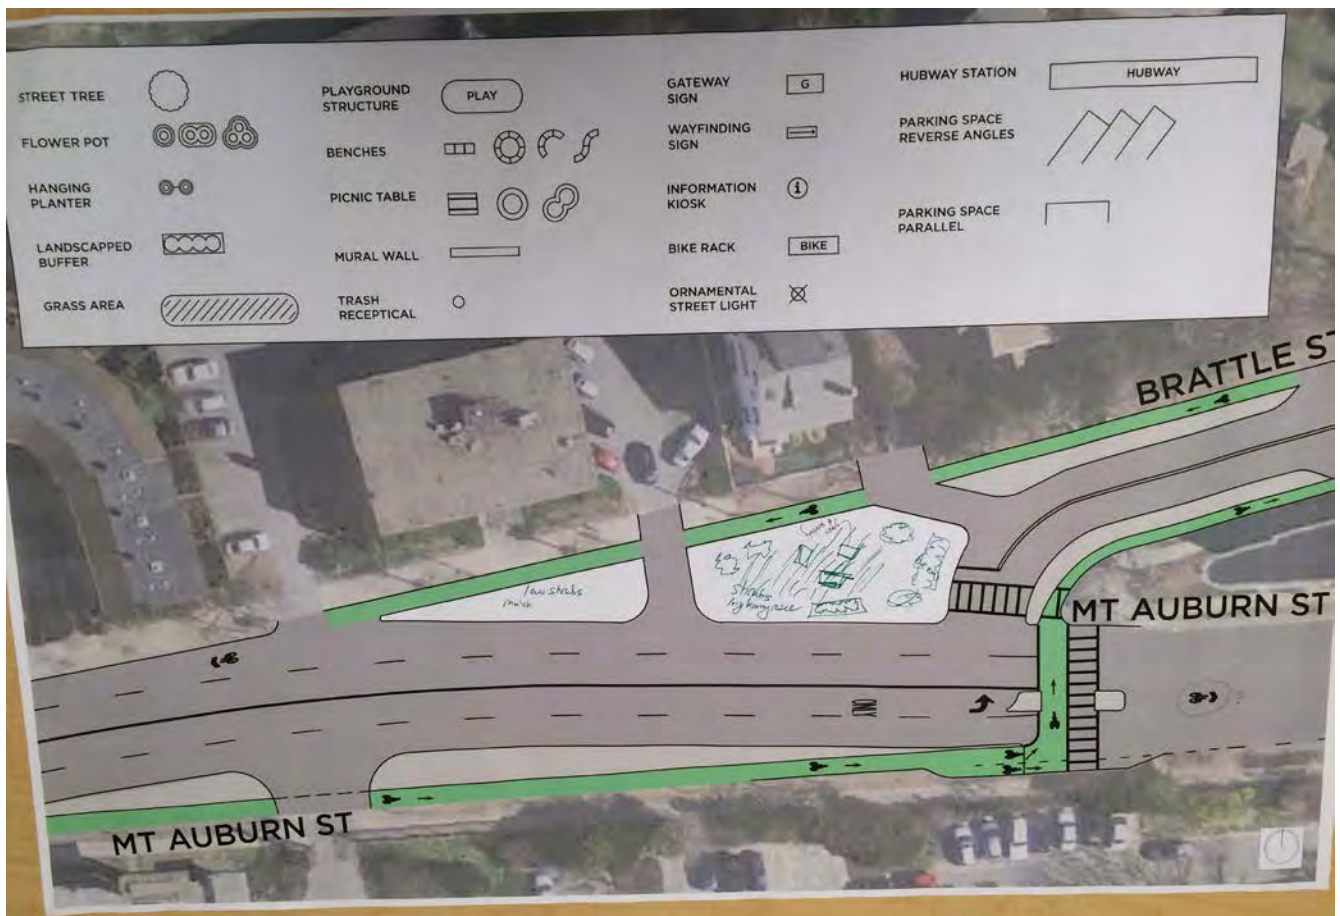 STREET TREE
FLOWER POT
HANGING
PLANTER
LANDSCAPPED
BUFFER
GRASS AREA
PLAYGROUND
STRUCTURE
PLAY
BENCHES
PICNIC TABLE
MURAL WALL
TRASH
RECEPTICAL
GATEWAY
SIGN
G
WAYFINDING
SIGN
INFORMATION
KIOSK
i
BIKE RACK
BIKE
ORNAMENTAL
STREET LIGHT
HUBWAY STATION
HUBWAY
PARKING SPACE
REVERSE ANGLES
PARKING SPACE
PARALLEL
BRATTLE ST
low shrubs
mulch
shrubs
MT AUBURN ST
ONLY
MT AUBURN ST